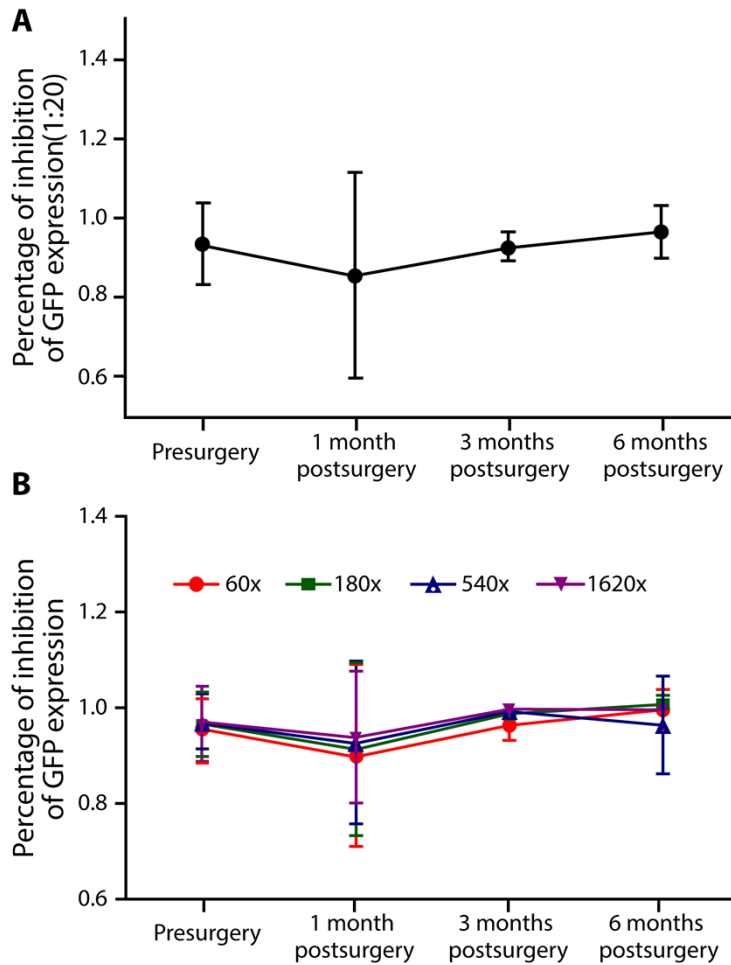 A
Percentage of inhibition
of GFP expression(1:20)
1.4
1.2
1.0
0.8
0.6
Presurgery
1 month
postsurgery
3 months
postsurgery
6 months
postsurgery
B
Percentage of inhibition
of GFP expression
1.4
1.2
1.0
0.8
0.6
60x
180x
540x
1620x
Presurgery
1 month
postsurgery
3 months
postsurgery
6 months
postsurgery